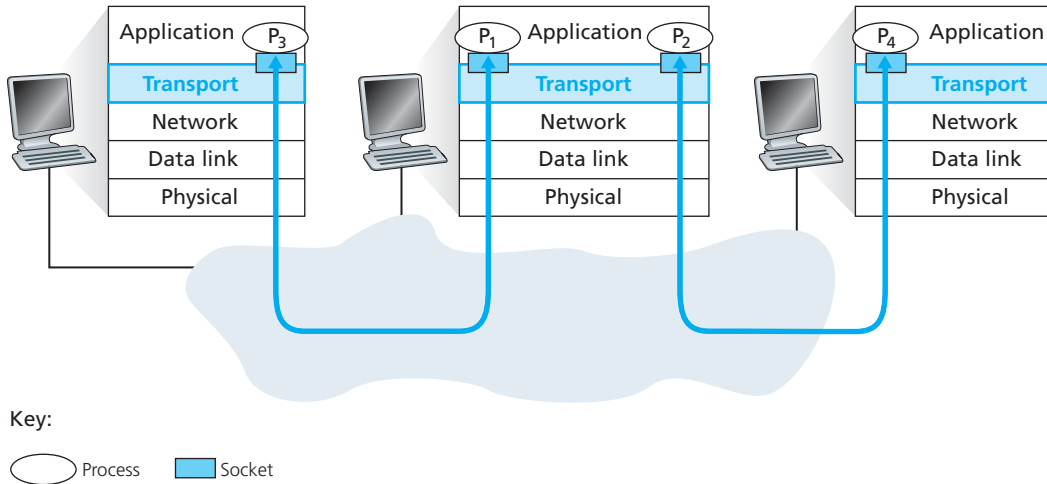 Application
P3
P1
Application
P2
P4
Application
Transport
Transport
Transport
Network
Network
Network
Data link
Data link
Data link
Physical
Physical
Physical
Key:
Process
Socket